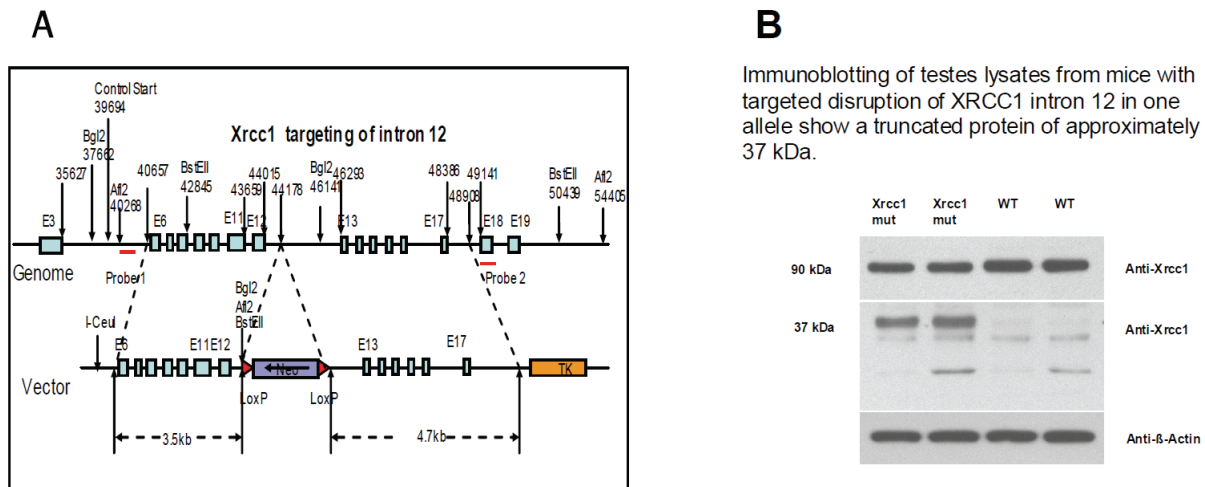 A
Control Start
39694
Xrcc1 targeting of intron 12
35627
Bgl2
37662
Afl2
40268
40657
BstEII
42845
43659
44015
44178
Bgl2
46141
46293
48386
48908
49141
BstEII
50439
Afl2
54405
E3
E6
E11
E12
E13
E17
E18
E19
Genome
Probe 1
Probe 2
Bgl2
Afl2
BstEII
I-CeuI
E6
E11
E12
E13
E17
Neo
TK
Vector
LoxP
LoxP
3.5kb
4.7kb
B
Immunoblotting of testes lysates from mice with
targeted disruption of XRCC1 intron 12 in one
allele show a truncated protein of approximately
37 kDa.
Xrcc1 Xrcc1 WT WT
mut mut
90 kDa Anti-Xrcc1
37 kDa Anti-Xrcc1
Anti-ß-Actin